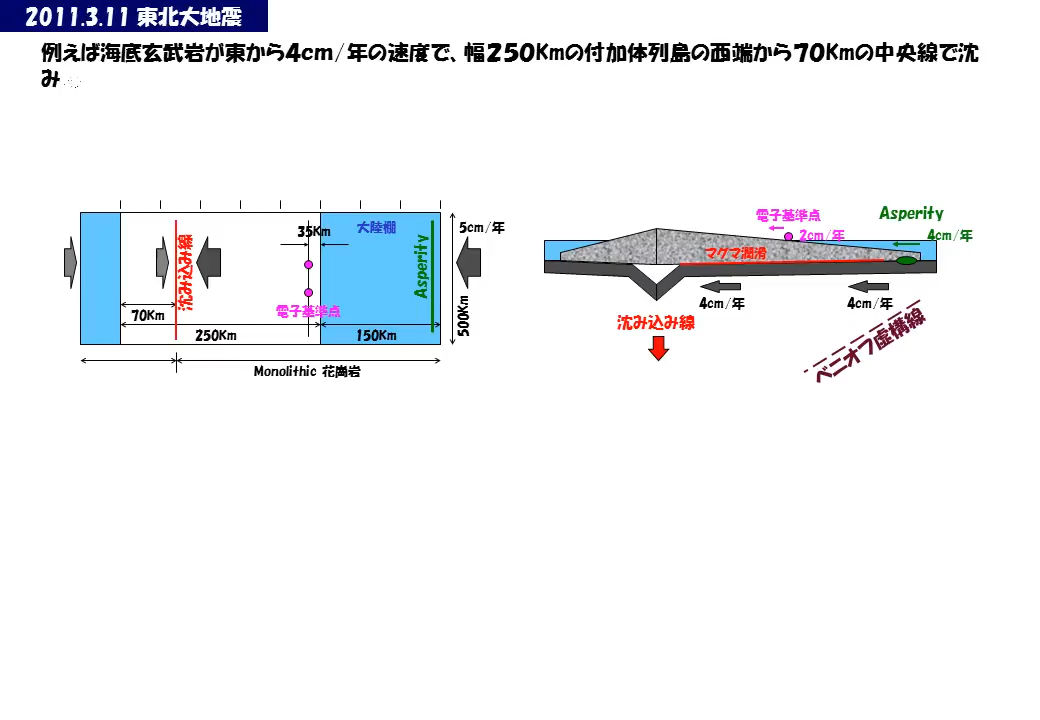 2011.3.11 東北大地震
例えば海底玄武岩が東から4cm/年の速度で、幅250Kmの付加体列島の西端から70Kmの中央線で沈
み
35Km
大陸棚
5cm/年
沈み込み線
Asperity
電子基準点
70Km
250Km
150Km
500Km
Monolithic 花崗岩
電子基準点
Asperity
2cm/年
4cm/年
マグマ潤滑
4cm/年
4cm/年
沈み込み線
ベニオフ虚構線